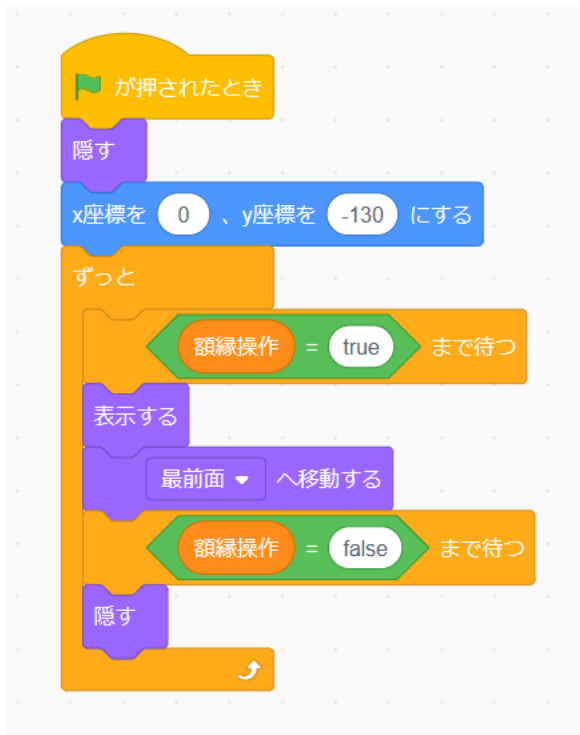 が押されたとき
隠す
x座標を 0 、y座標を -130 にする
ずっと
額縁操作 = true まで待つ
表示する
最前面 へ移動する
額縁操作 = false まで待つ
隠す